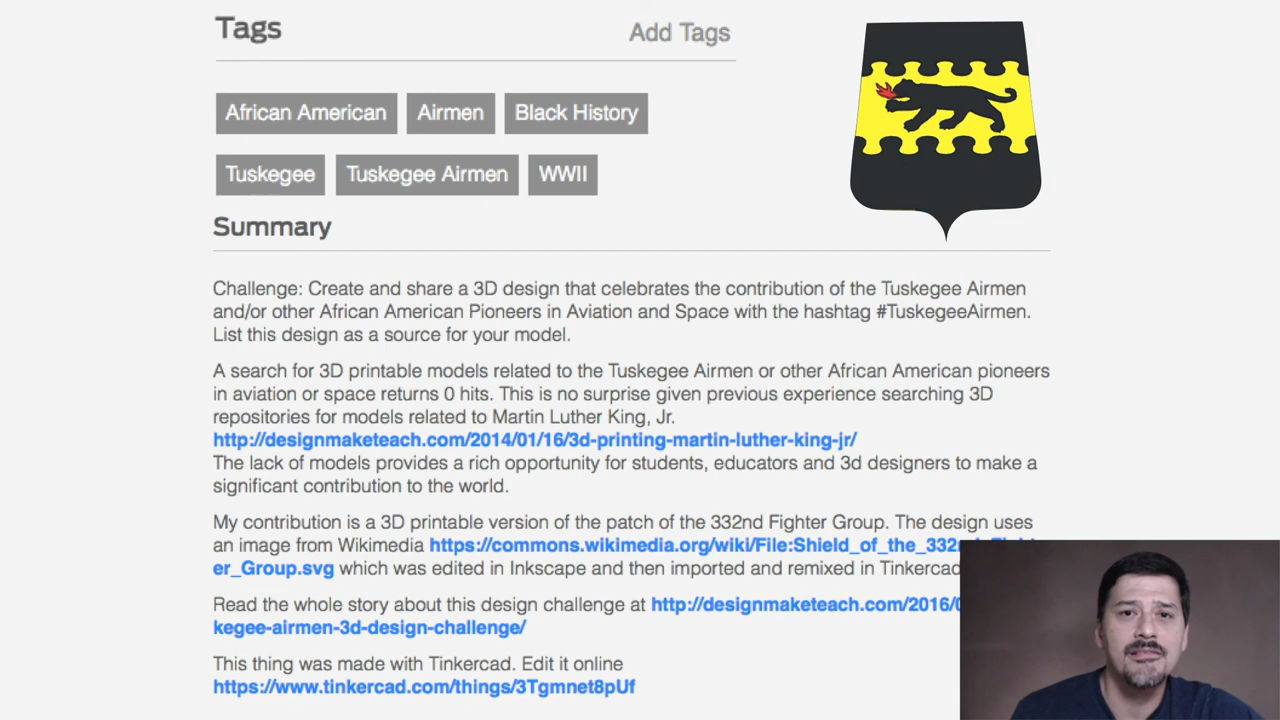 Tags
Add Tags
African American
Airmen
Black History
Tuskegee
Tuskegee Airmen
WWII
Summary
Challenge: Create and share a 3D design that celebrates the contribution of the Tuskegee Airmen
and/or other African American Pioneers in Aviation and Space with the hashtag #TuskegeeAirmen.
List this design as a source for your model.
A search for 3D printable models related to the Tuskegee Airmen or other African American pioneers
in aviation or space returns 0 hits. This is no surprise given previous experience searching 3D
repositories for models related to Martin Luther King, Jr.
http://designmaketeach.com/2014/01/16/3d-printing-martin-luther-king-jr/
The lack of models provides a rich opportunity for students, educators and 3d designers to make a
significant contribution to the world.
My contribution is a 3D printable version of the patch of the 332nd Fighter Group. The design uses
an image from Wikimedia https://commons.wikimedia.org/wiki/File:Shield_of_the_332
er_Group.svg which was edited in Inkscape and then imported and remixed in Tinkercad
Read the whole story about this design challenge at http://designmaketeach.com/2016/
kegee-airmen-3d-design-challenge/
This thing was made with Tinkercad. Edit it online
https://www.tinkercad.com/things/3Tgmnet8pUf